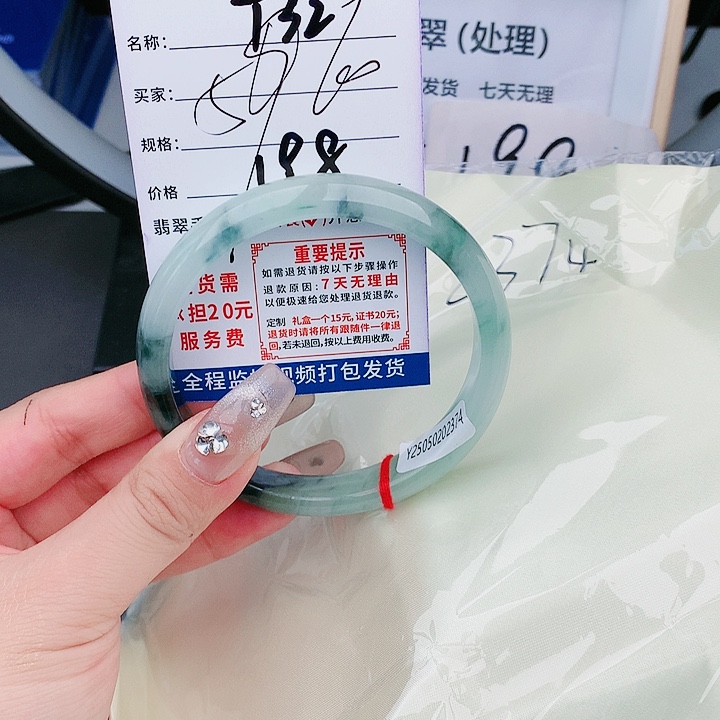 名称: T32
翠(处理)
买家:
发货 七天无理
规格:
价格 188
翡翠
重要提示
如需退货请按以下步骤操作
退款原因:7天无理由
以便极速给您处理退货退款。
定制 礼盒一个15元,证书20元;
退货时请将所有跟随件一律退
回,若未退回,按以上费用收费。
货需
担20元
服务费
全程监 视频打包发货
2374
Y2505020237A